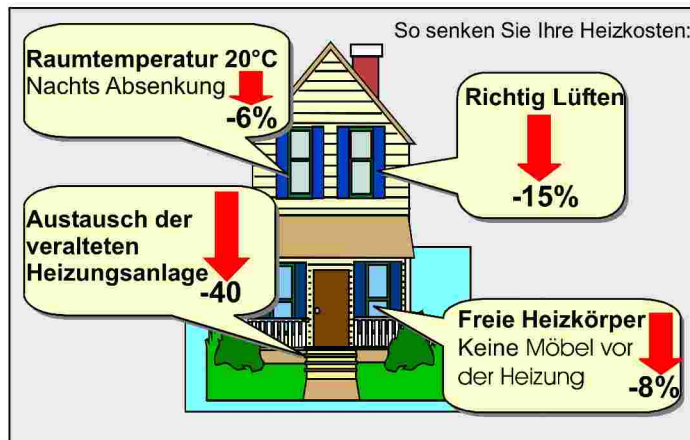 So senken Sie Ihre Heizkosten:
Raumtemperatur 20°C
Nachts Absenkung
-6%
Richtig Lüften
-15%
Austausch der
veralteten
Heizungsanlage
-40
Freie Heizkörper
Keine Möbel vor
der Heizung
-8%